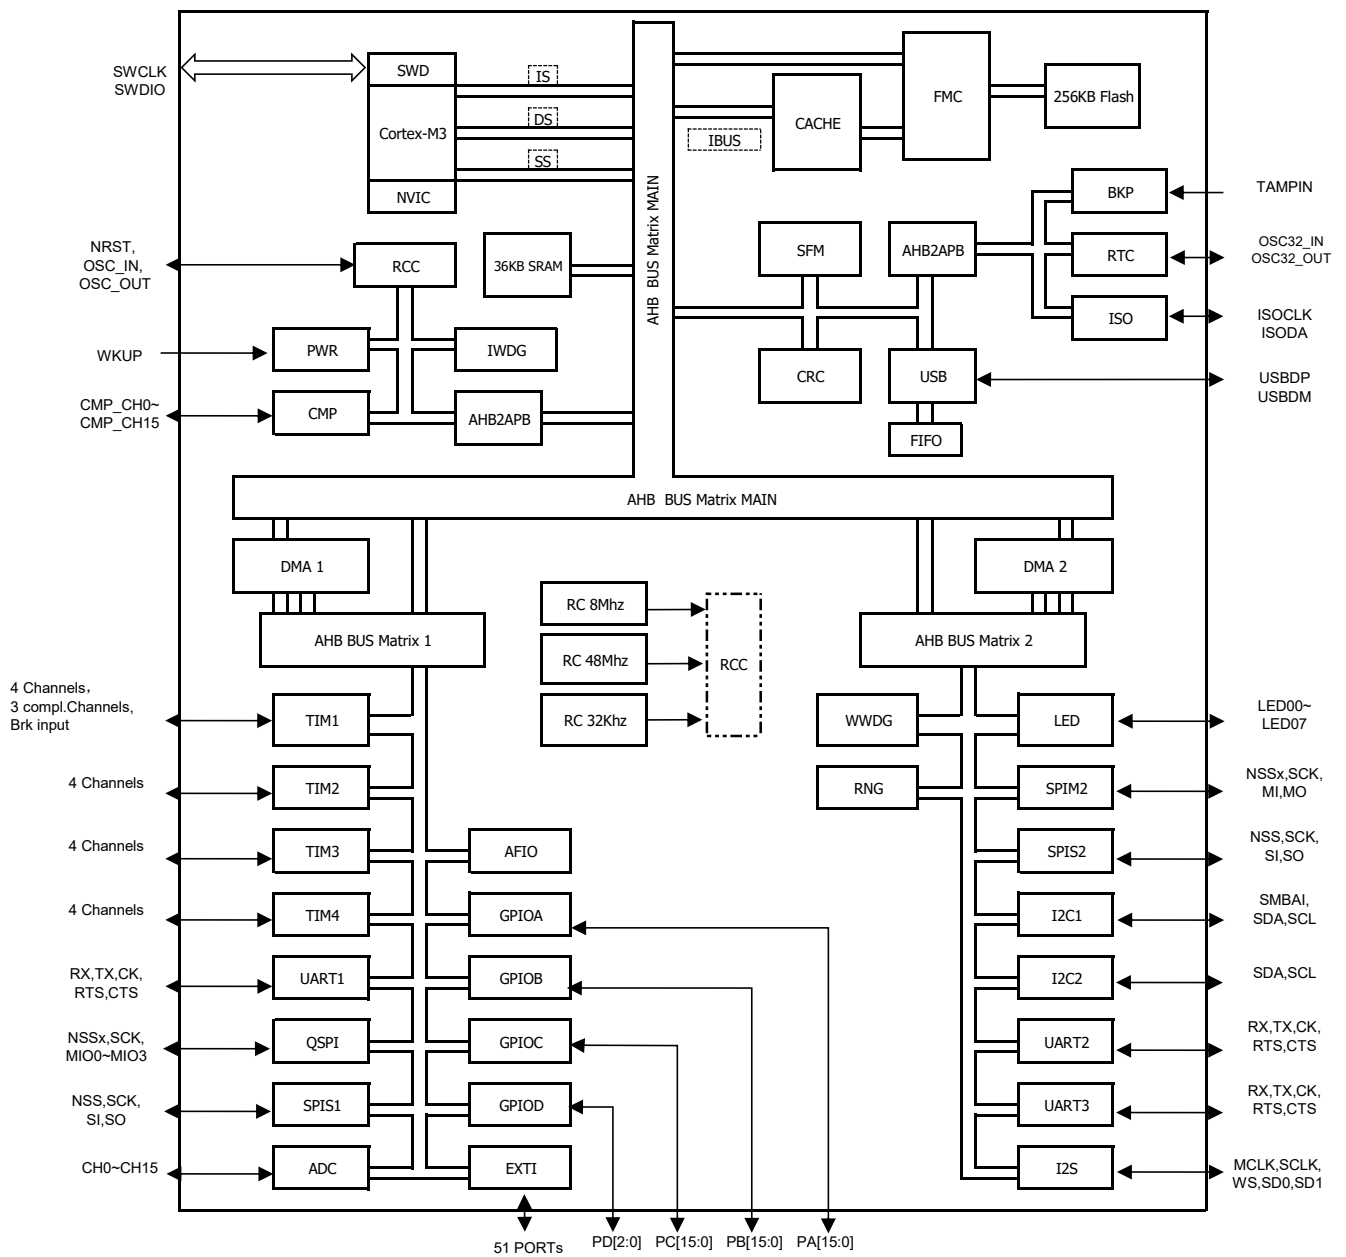 SWCLK
SWDIO
SWD
Cortex-M3
NVIC
IS
DS
SS
AHB BUS Matrix MAIN
IBUS
CACHE
FMC
256KB Flash
BKP
TAMPIN
NRST,
OSC_IN,
OSC_OUT
RCC
36KB SRAM
SFM
AHB2APB
RTC
OSC32_IN
OSC32_OUT
ISO
ISOCLK
ISODA
WKUP
PWR
IWDG
CRC
USB
USBDP
USBDM
CMP_CH0~
CMP_CH15
CMP
AHB2APB
FIFO
AHB BUS Matrix MAIN
DMA 1
DMA 2
RC 8Mhz
RC 48Mhz
RC 32Khz
RCC
AHB BUS Matrix 1
AHB BUS Matrix 2
4 Channels,
3 compl.Channels,
Brk input
TIM1
WWDG
LED
LED00~
LED07
4 Channels
TIM2
RNG
SPIM2
NSSx,SCK,
MI,MO
4 Channels
TIM3
AFIO
SPIS2
NSS,SCK,
SI,SO
4 Channels
TIM4
GPIOA
I2C1
SMBAI,
SDA,SCL
RX,TX,CK,
RTS,CTS
UART1
GPIOB
I2C2
SDA,SCL
NSSx,SCK,
MIO0~MIO3
QSPI
GPIOC
UART2
RX,TX,CK,
RTS,CTS
NSS,SCK,
SI,SO
SPIS1
GPIOD
UART3
RX,TX,CK,
RTS,CTS
CH0~CH15
ADC
EXTI
I2S
MCLK,SCLK,
WS,SD0,SD1
51 PORTs
PD[2:0]
PC[15:0]
PB[15:0]
PA[15:0]